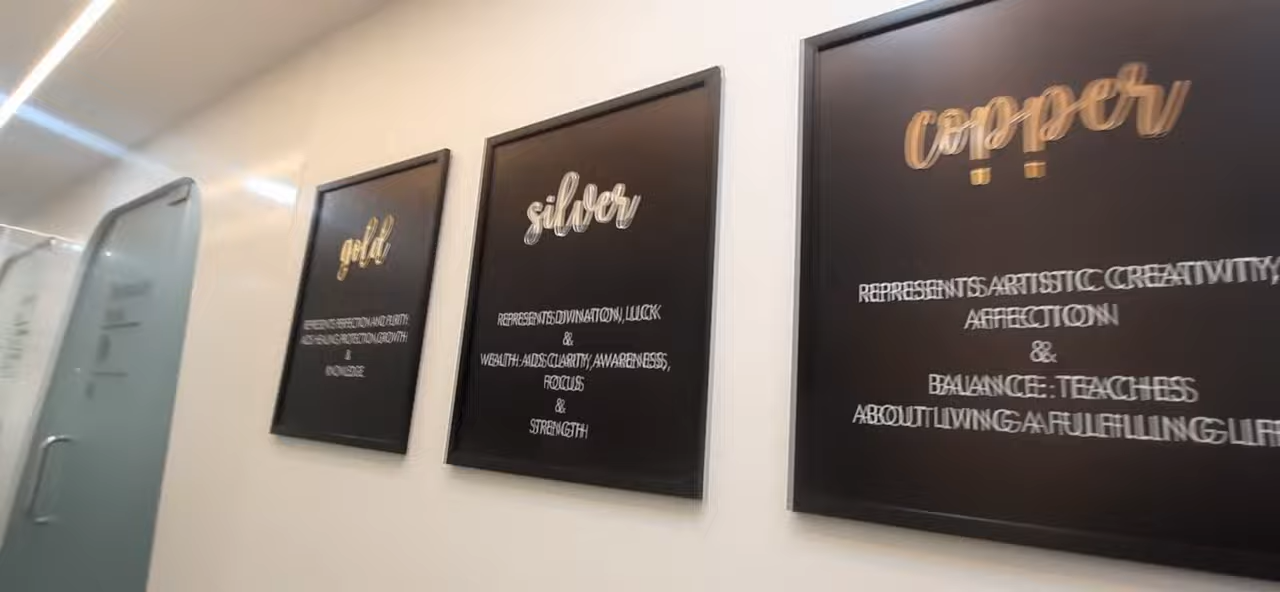 gold
REPRESENTS PERFECTION AND PURITY.
AIDS HEALING, PROTECTION, GROWTH
&
KNOWLEDGE.
silver
REPRESENTS DIVINATION, LUCK
&
WEALTH. AIDS CLARITY, AWARENESS,
FOCUS
&
STRENGTH
copper
REPRESENTS ARTISTIC CREATIVITY,
AFFECTION
&
BALANCE: TEACHES
ABOUT LIVING A FULFILLING